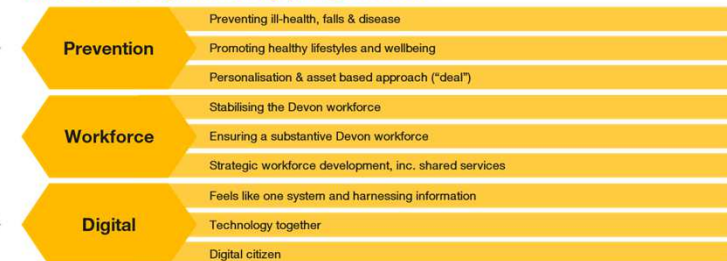 Prevention
Preventing ill-health, falls & disease
Promoting healthy lifestyles and wellbeing
Personalisation & asset based approach (“deal”)
Workforce
Stabilising the Devon workforce
Ensuring a substantive Devon workforce
Strategic workforce development, inc. shared services
Digital
Feels like one system and harnessing information
Technology together
Digital citizen